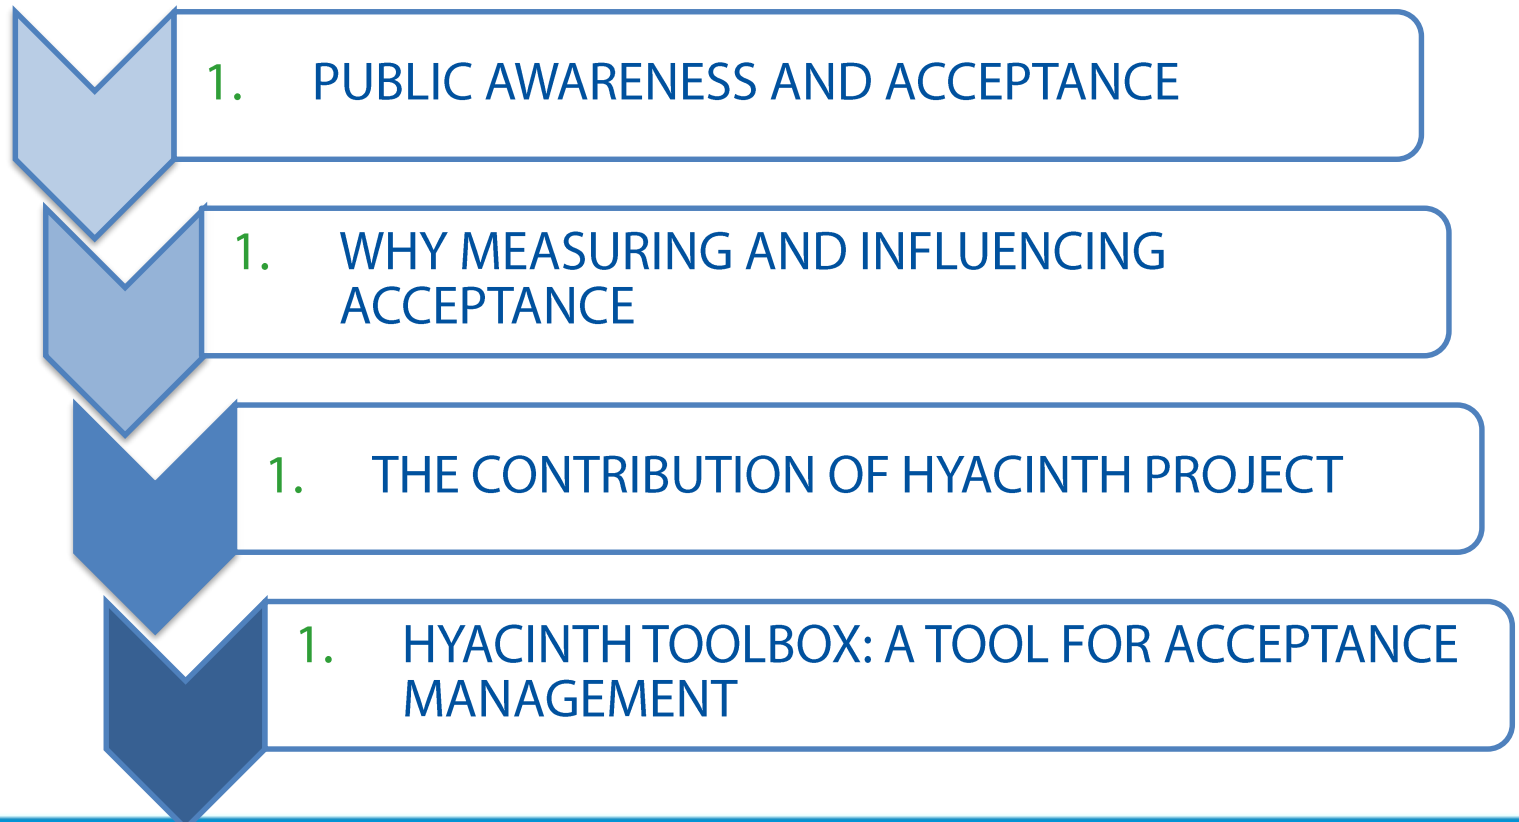 1. PUBLIC AWARENESS AND ACCEPTANCE
1. WHY MEASURING AND INFLUENCING
ACCEPTANCE
1. THE CONTRIBUTION OF HYACINTH PROJECT
1. HYACINTH TOOLBOX: A TOOL FOR ACCEPTANCE
MANAGEMENT